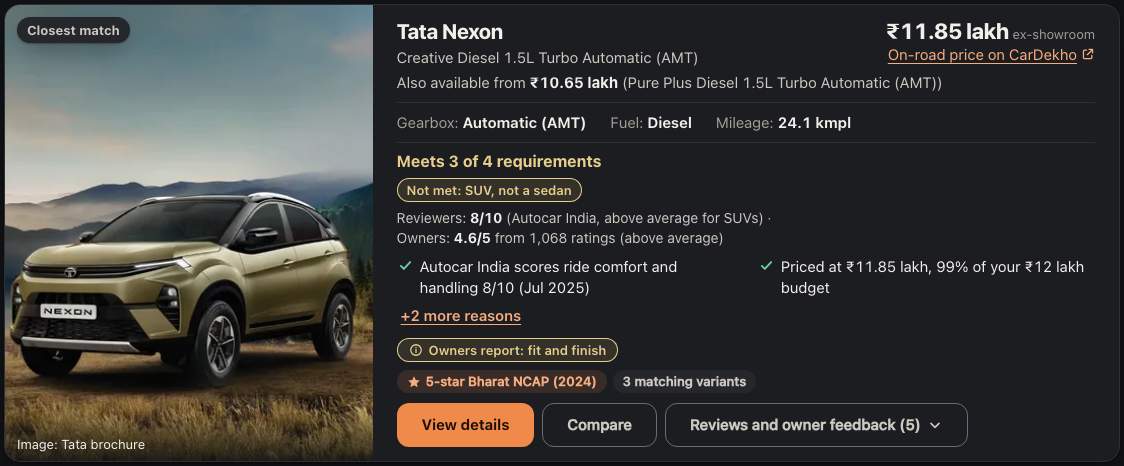 Closest match
Tata Nexon
₹11.85 lakh ex-showroom
Creative Diesel 1.5L Turbo Automatic (AMT)
On-road price on CarDekho
Also available from ₹10.65 lakh (Pure Plus Diesel 1.5L Turbo Automatic (AMT))
Gearbox: Automatic (AMT) Fuel: Diesel Mileage: 24.1 kmpl
Meets 3 of 4 requirements
Not met: SUV, not a sedan
Reviewers: 8/10 (Autocar India, above average for SUVs) ·
Owners: 4.6/5 from 1,068 ratings (above average)
Autocar India scores ride comfort and
handling 8/10 (Jul 2025)
Priced at ₹11.85 lakh, 99% of your ₹12 lakh
budget
+2 more reasons
Owners report: fit and finish
5-star Bharat NCAP (2024)
3 matching variants
View details
Compare
Reviews and owner feedback (5)
NEXON
Image: Tata brochure